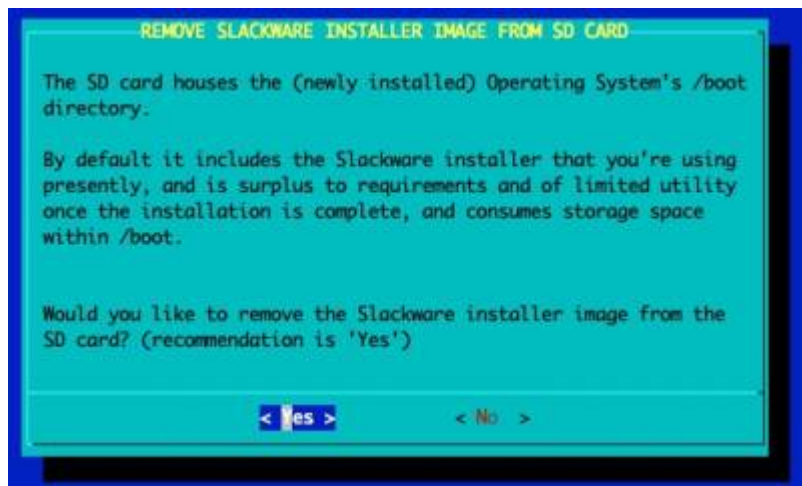 REMOVE SLACKWARE INSTALLER IMAGE FROM SD CARD
The SD card houses the (newly installed) Operating System's /boot
directory.
By default it includes the Slackware installer that you're using
presently, and is surplus to requirements and of limited utility
once the installation is complete, and consumes storage space
within /boot.
Would you like to remove the Slackware installer image from the
SD card? (recommendation is 'Yes')
< Yes > < No >